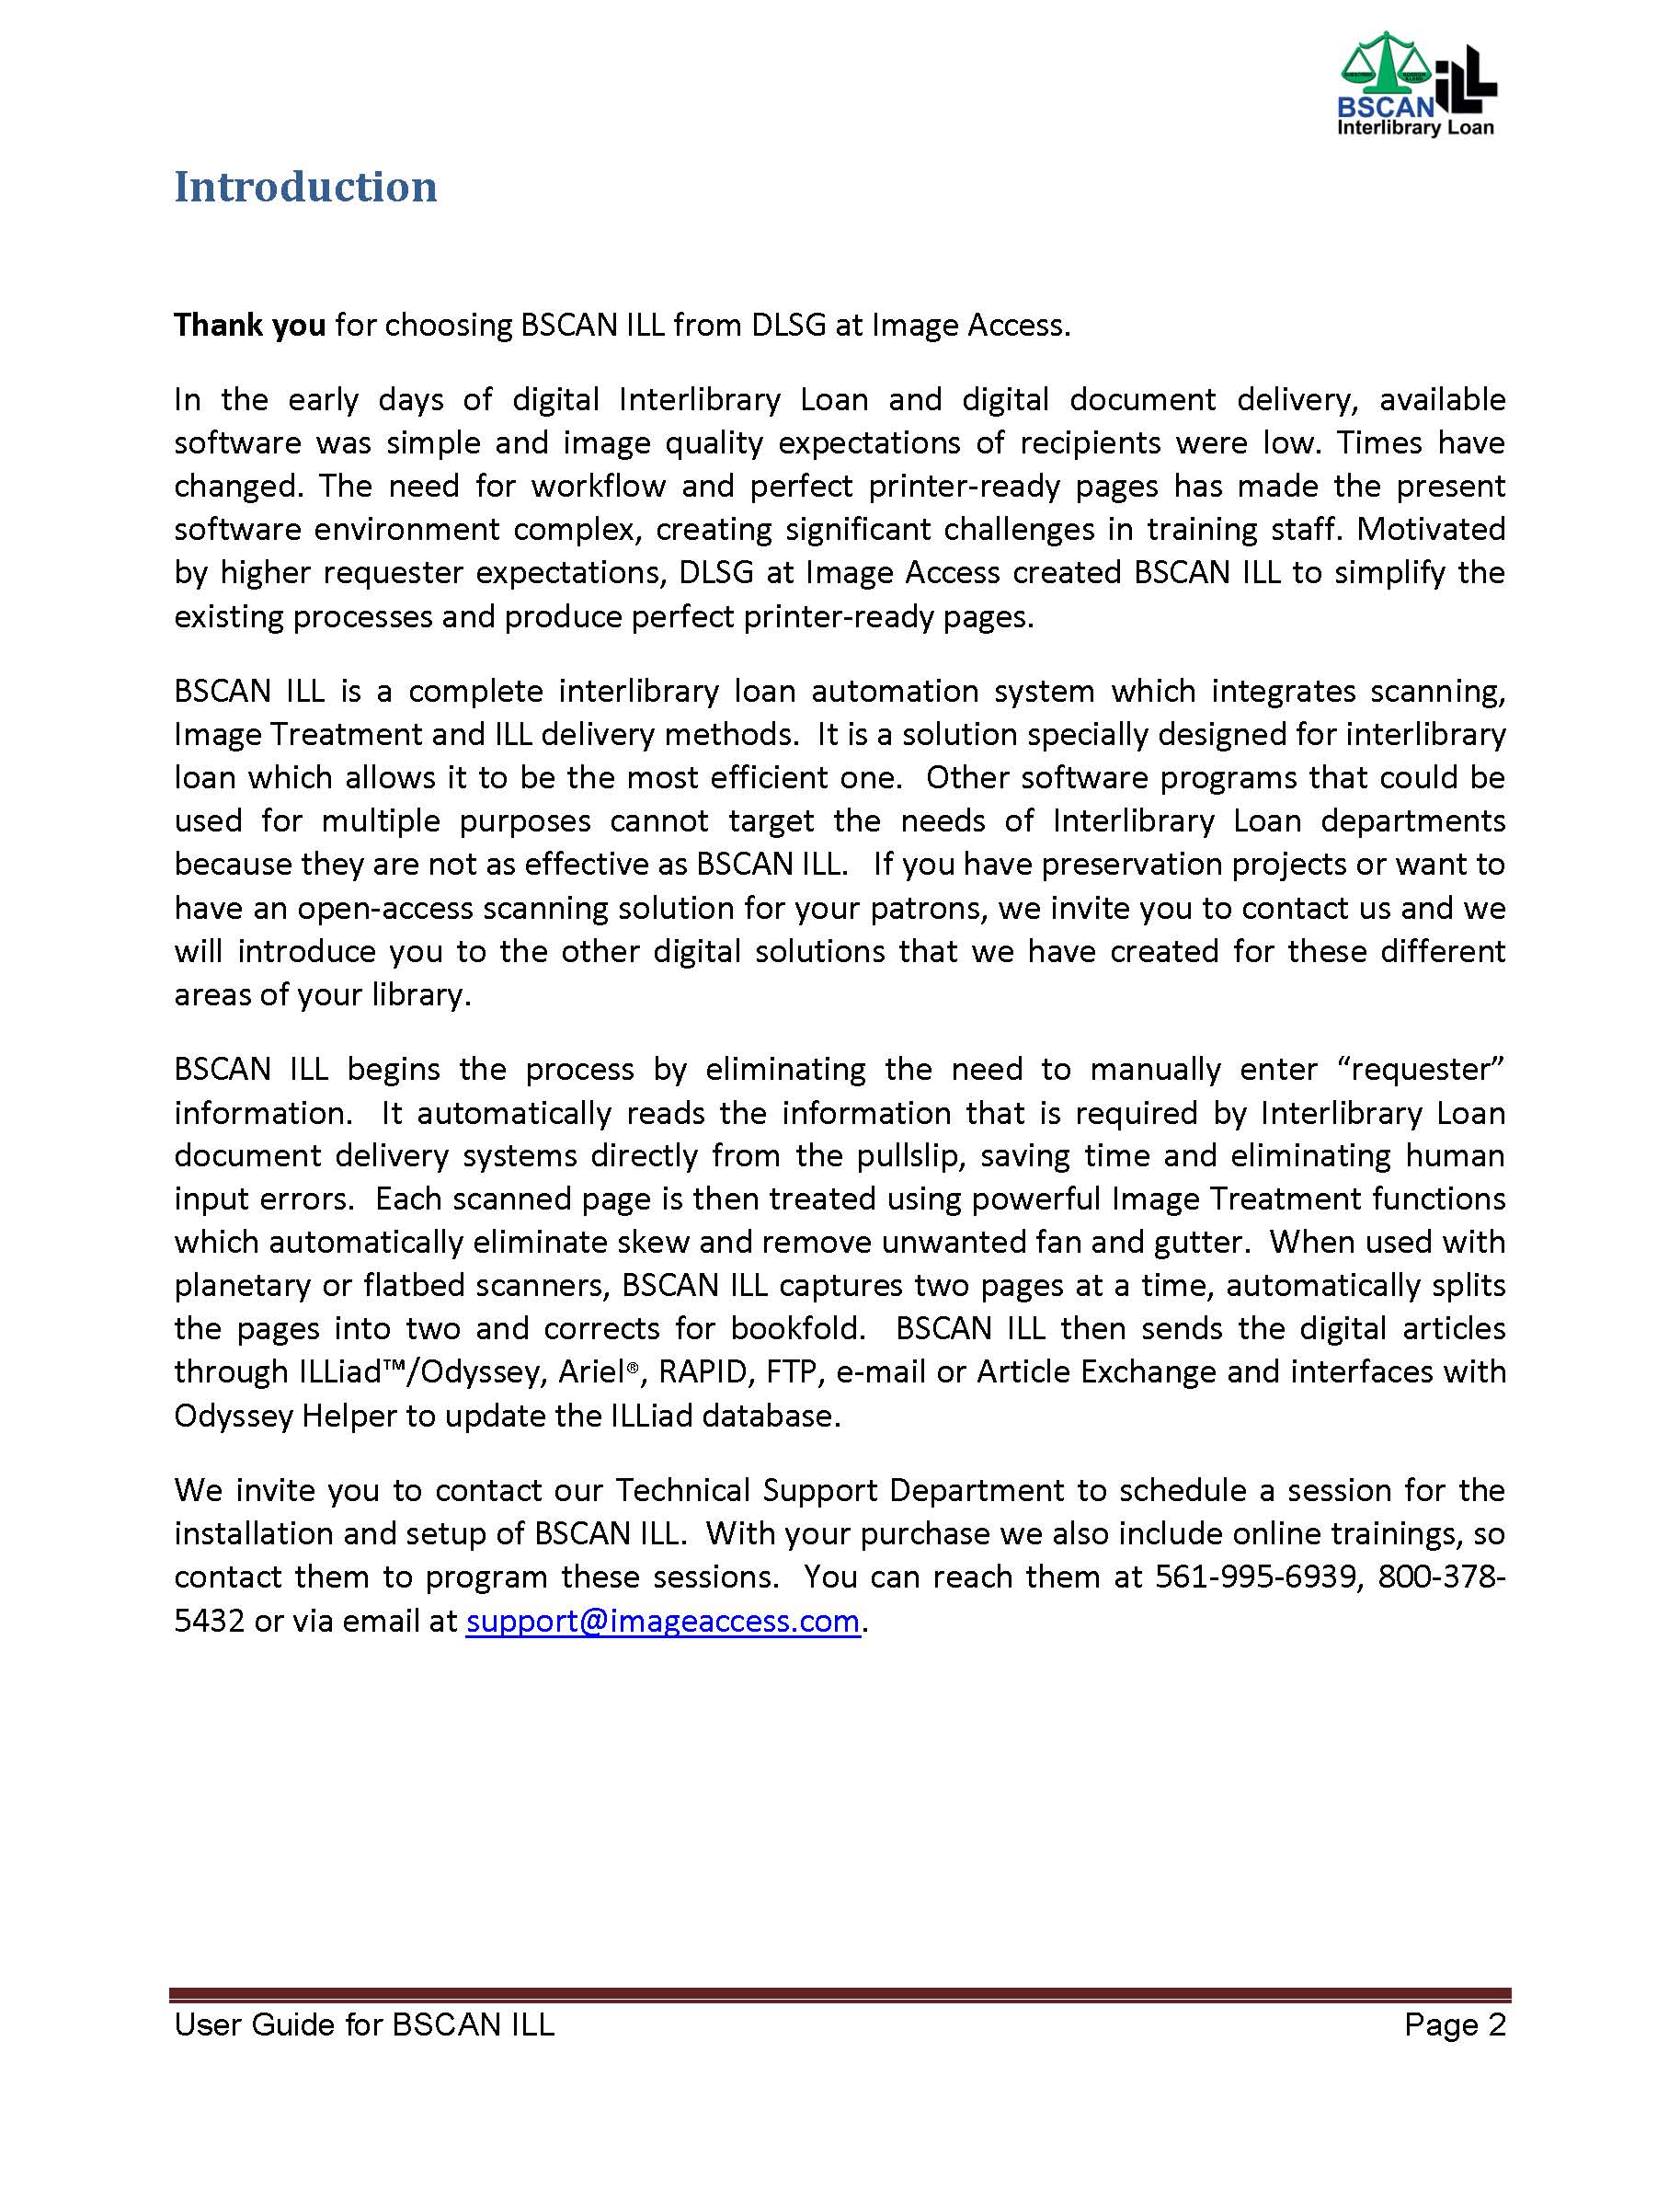 BSCAN ILL
Interlibrary Loan
Introduction
Thank you for choosing BSCAN ILL from DLSG at Image Access.
In the early days of digital Interlibrary Loan and digital document delivery, available
software was simple and image quality expectations of recipients were low. Times have
changed. The need for workflow and perfect printer-ready pages has made the present
software environment complex, creating significant challenges in training staff. Motivated
by higher requester expectations, DLSG at Image Access created BSCAN ILL to simplify the
existing processes and produce perfect printer-ready pages.
BSCAN ILL is a complete interlibrary loan automation system which integrates scanning,
Image Treatment and ILL delivery methods.  It is a solution specially designed for interlibrary
loan which allows it to be the most efficient one.  Other software programs that could be
used for multiple purposes cannot target the needs of Interlibrary Loan departments
because they are not as effective as BSCAN ILL.   If you have preservation projects or want to
have an open-access scanning solution for your patrons, we invite you to contact us and we
will introduce you to the other digital solutions that we have created for these different
areas of your library.
BSCAN ILL begins the process by eliminating the need to manually enter “requester”
information.  It automatically reads the information that is required by Interlibrary Loan
document delivery systems directly from the pullslip, saving time and eliminating human
input errors.  Each scanned page is then treated using powerful Image Treatment functions
which automatically eliminate skew and remove unwanted fan and gutter.  When used with
planetary or flatbed scanners, BSCAN ILL captures two pages at a time, automatically splits
the pages into two and corrects for bookfold.  BSCAN ILL then sends the digital articles
through ILLiad™/Odyssey, Ariel®, RAPID, FTP, e-mail or Article Exchange and interfaces with
Odyssey Helper to update the ILLiad database.
We invite you to contact our Technical Support Department to schedule a session for the
installation and setup of BSCAN ILL.  With your purchase we also include online trainings, so
contact them to program these sessions.  You can reach them at 561-995-6939, 800-378-
5432 or via email at support@imageaccess.com.
User Guide for BSCAN ILL Page 2